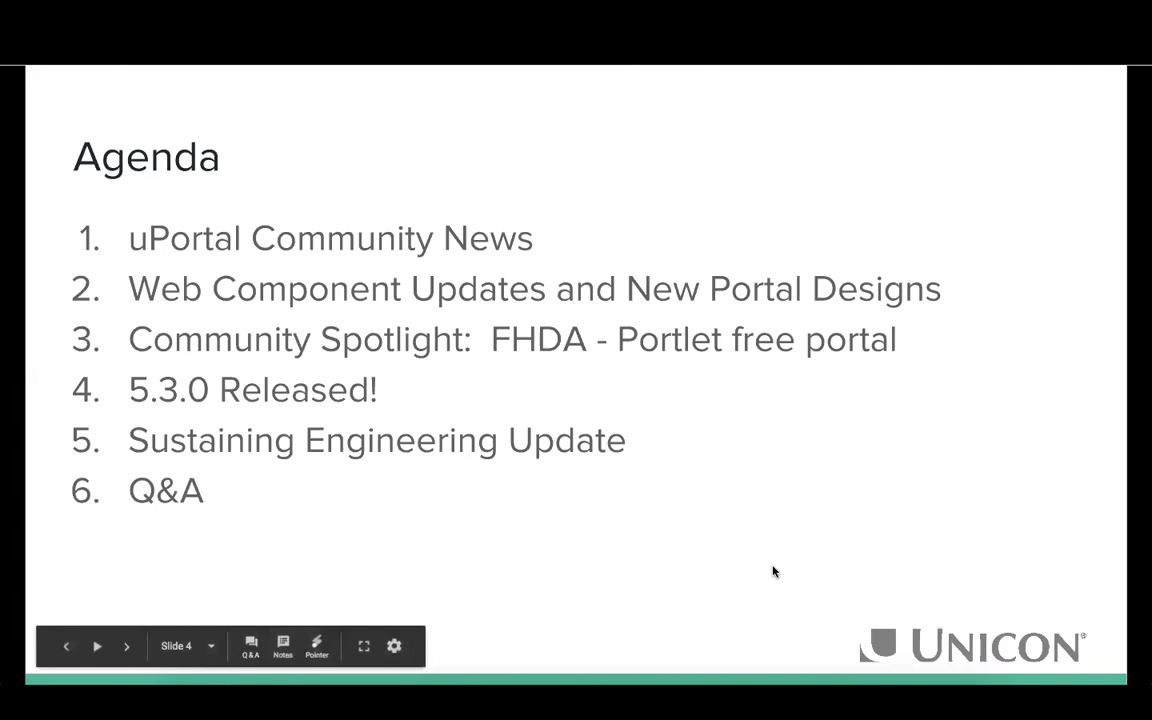 Agenda
1. uPortal Community News
2. Web Component Updates and New Portal Designs
3. Community Spotlight: FHDA - Portlet free portal
4. 5.3.0 Released!
5. Sustaining Engineering Update
6. Q&A
Slide 4
Q&A Notes Pointer
UNICON®